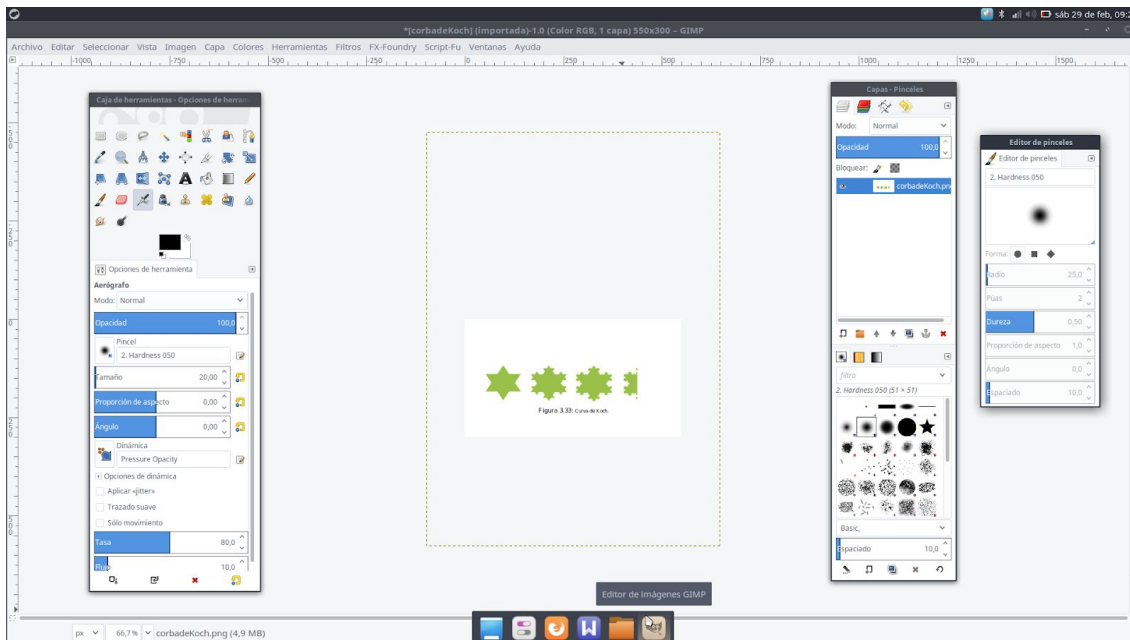 sáb 29 de feb, 09:2
*[corbadeKoch] (importada)-1.0 (Color RGB, 1 capa) 550x300 – GIMP
Archivo Editar Seleccionar Vista Imagen Capa Colores Herramientas Filtros FX-Foundry Script-Fu Ventanas Ayuda
-1000 -750 -500 -250 0 250 500 750 1000 1250 1500
Caja de herramientas - Opciones de herram
Opciones de herramienta
Aerógrafo
Modo: Normal
Opacidad 100,0
Pincel
2. Hardness 050
Tamaño 20,00
Proporción de aspecto 0,00
Ángulo 0,00
Dinámica
Pressure Opacity
Opciones de dinámica
Aplicar «jitter»
Trazado suave
Sólo movimiento
Tasa 80,0
Flujo 10,0
Figura 3.33: Curva de Koch.
Capas - Pinceles
Modo: Normal
Opacidad 100,0
Bloquear:
corbadeKoch.png
filtro
2. Hardness 050 (51 × 51)
Basic,
Espaciado 10,0
Editor de pinceles
Editor de pinceles
2. Hardness 050
Forma:
Radio 25,0
Púas 2
Dureza 0,50
Proporción de aspecto 1,0
Ángulo 0,0
Espaciado 10,0
Editor de imágenes GIMP
px 66,7 % corbadeKoch.png (4,9 MB)